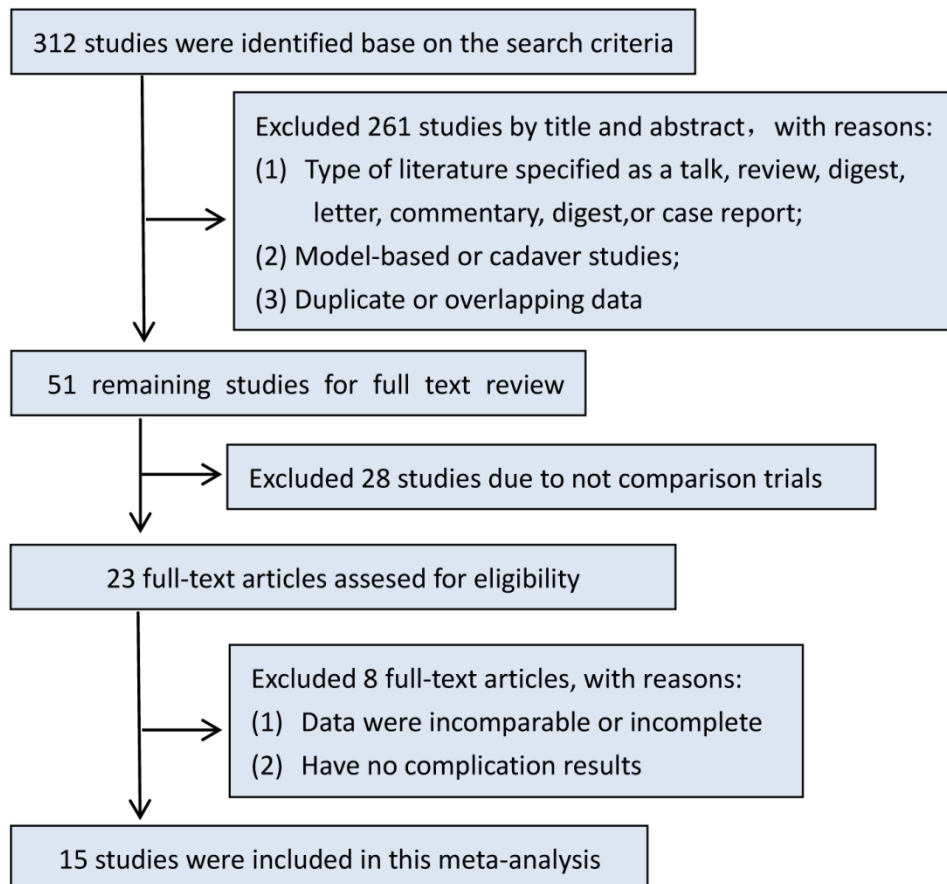 312 studies were identified base on the search criteria
Excluded 261 studies by title and abstract，with reasons:
(1) Type of literature specified as a talk, review, digest,
letter, commentary, digest,or case report;
(2) Model-based or cadaver studies;
(3) Duplicate or overlapping data
51 remaining studies for full text review
Excluded 28 studies due to not comparison trials
23 full-text articles assesed for eligibility
Excluded 8 full-text articles, with reasons:
(1) Data were incomparable or incomplete
(2) Have no complication results
15 studies were included in this meta-analysis